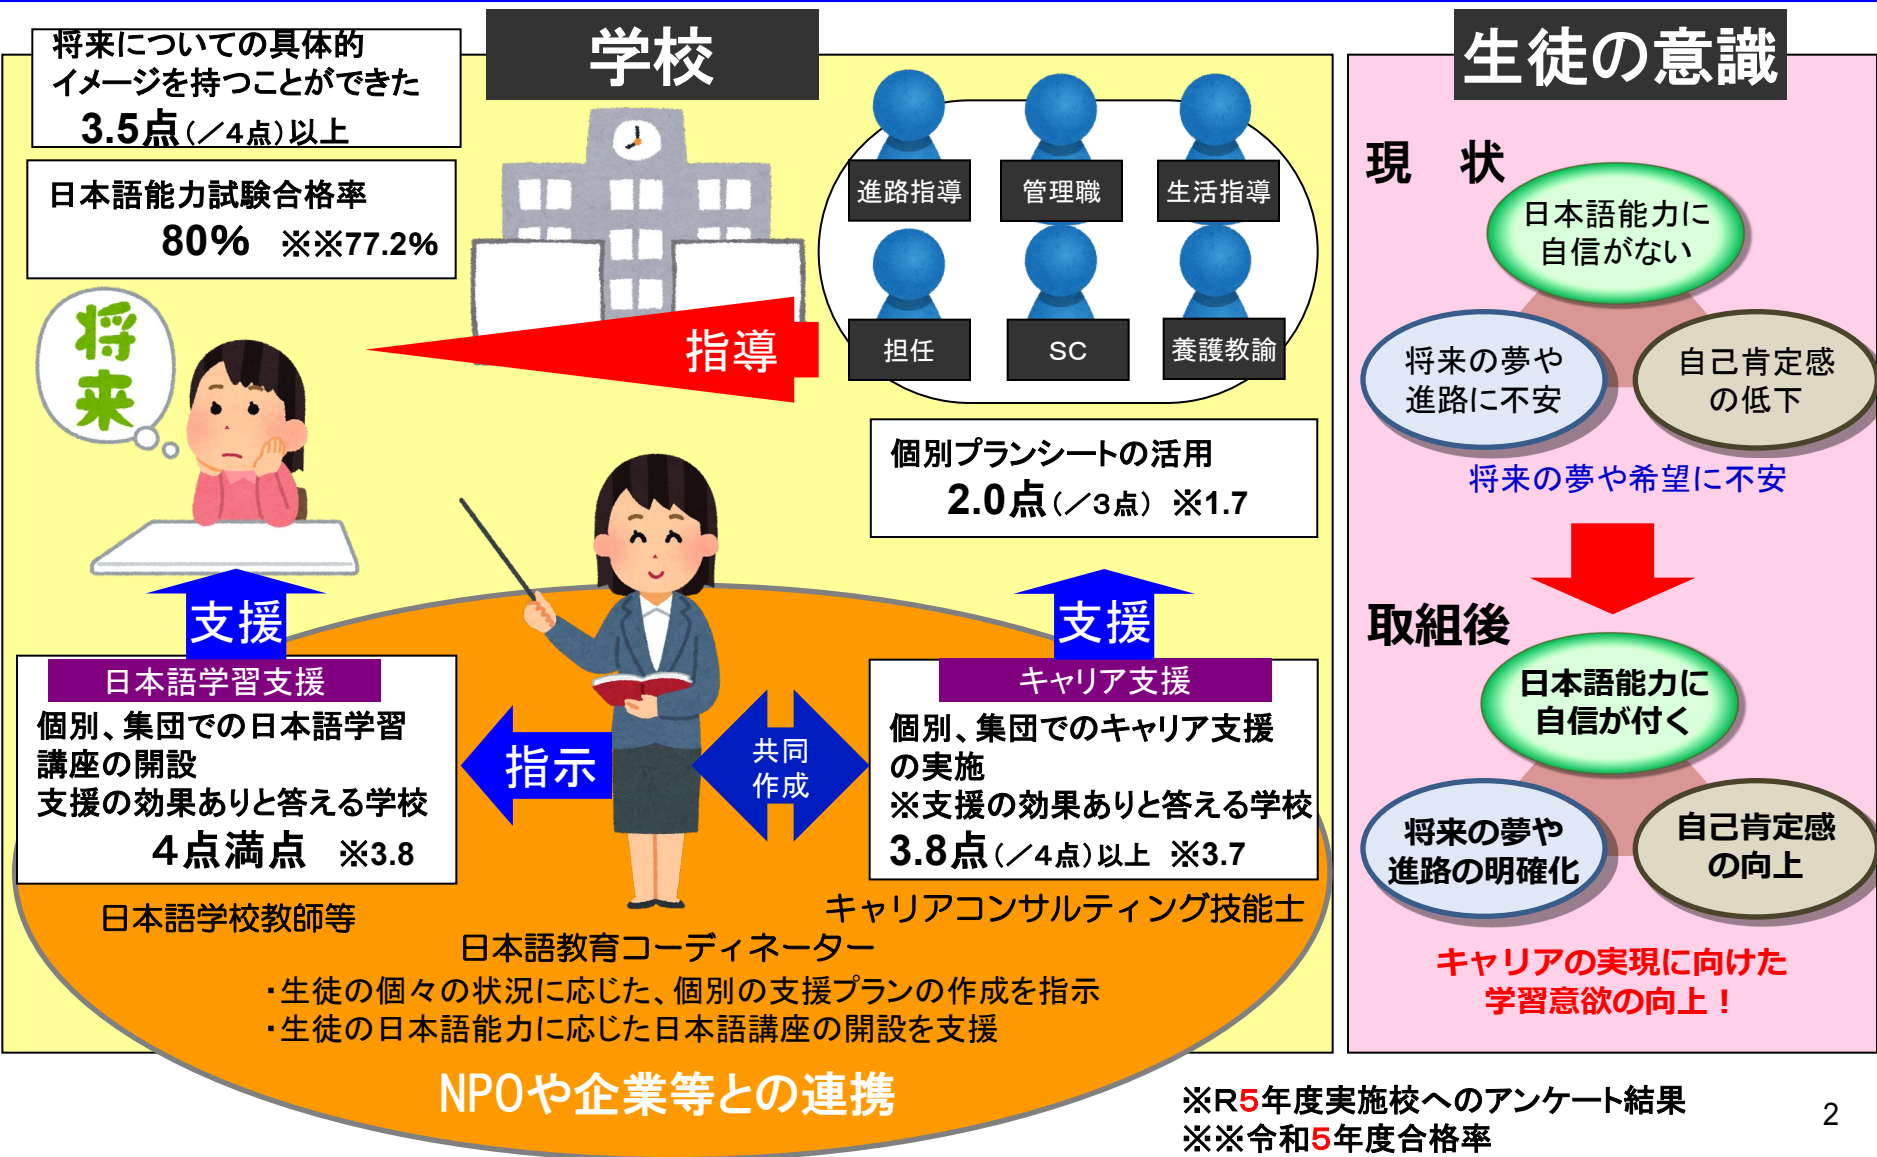 学校
将来についての具体的
イメージを持つことができた
3.5点(／4点)以上
日本語能力試験合格率
80%　※※77.2%
将
来
進路指導
管理職
生活指導
担任
SC
養護教諭
指導
個別プランシートの活用
2.0点(／3点)　※1.7
支援
支援
日本語学習支援
個別、集団での日本語学習
講座の開設
支援の効果ありと答える学校
４点満点　※3.8
指示
共同
作成
キャリア支援
個別、集団でのキャリア支援
の実施
※支援の効果ありと答える学校
3.8点(／4点)以上　※3.7
日本語学校教師等
キャリアコンサルティング技能士
日本語教育コーディネーター
・生徒の個々の状況に応じた、個別の支援プランの作成を指示
・生徒の日本語能力に応じた日本語講座の開設を支援
NPOや企業等との連携
生徒の意識
現　状
日本語能力に
自信がない
将来の夢や
進路に不安
自己肯定感
の低下
将来の夢や希望に不安
取組後
日本語能力に
自信が付く
将来の夢や
進路の明確化
自己肯定感
の向上
キャリアの実現に向けた
学習意欲の向上！
※R5年度実施校へのアンケート結果
※※令和5年度合格率
2